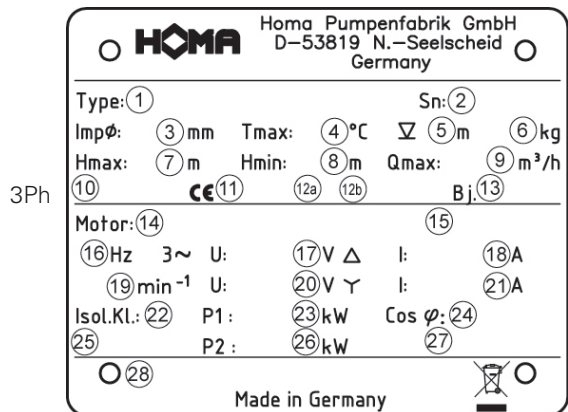 HOMA
Homa Pumpenfabrik GmbH
D-53819 N.-Seelscheid
Germany
Type: 1 Sn: 2
ImpØ: 3 mm Tmax: 4 °C ∇ 5 m 6 kg
Hmax: 7 m Hmin: 8 m Qmax: 9 m³/h
3Ph
10 CE 11 12a 12b Bj. 13
Motor: 14 15
16 Hz 3~ U: 17 V △ I: 18 A
19 min⁻¹ U: 20 V Y I: 21 A
Isol.Kl.: 22 P1: 23 kW Cos φ: 24
25 P2: 26 kW 27
28
Made in Germany